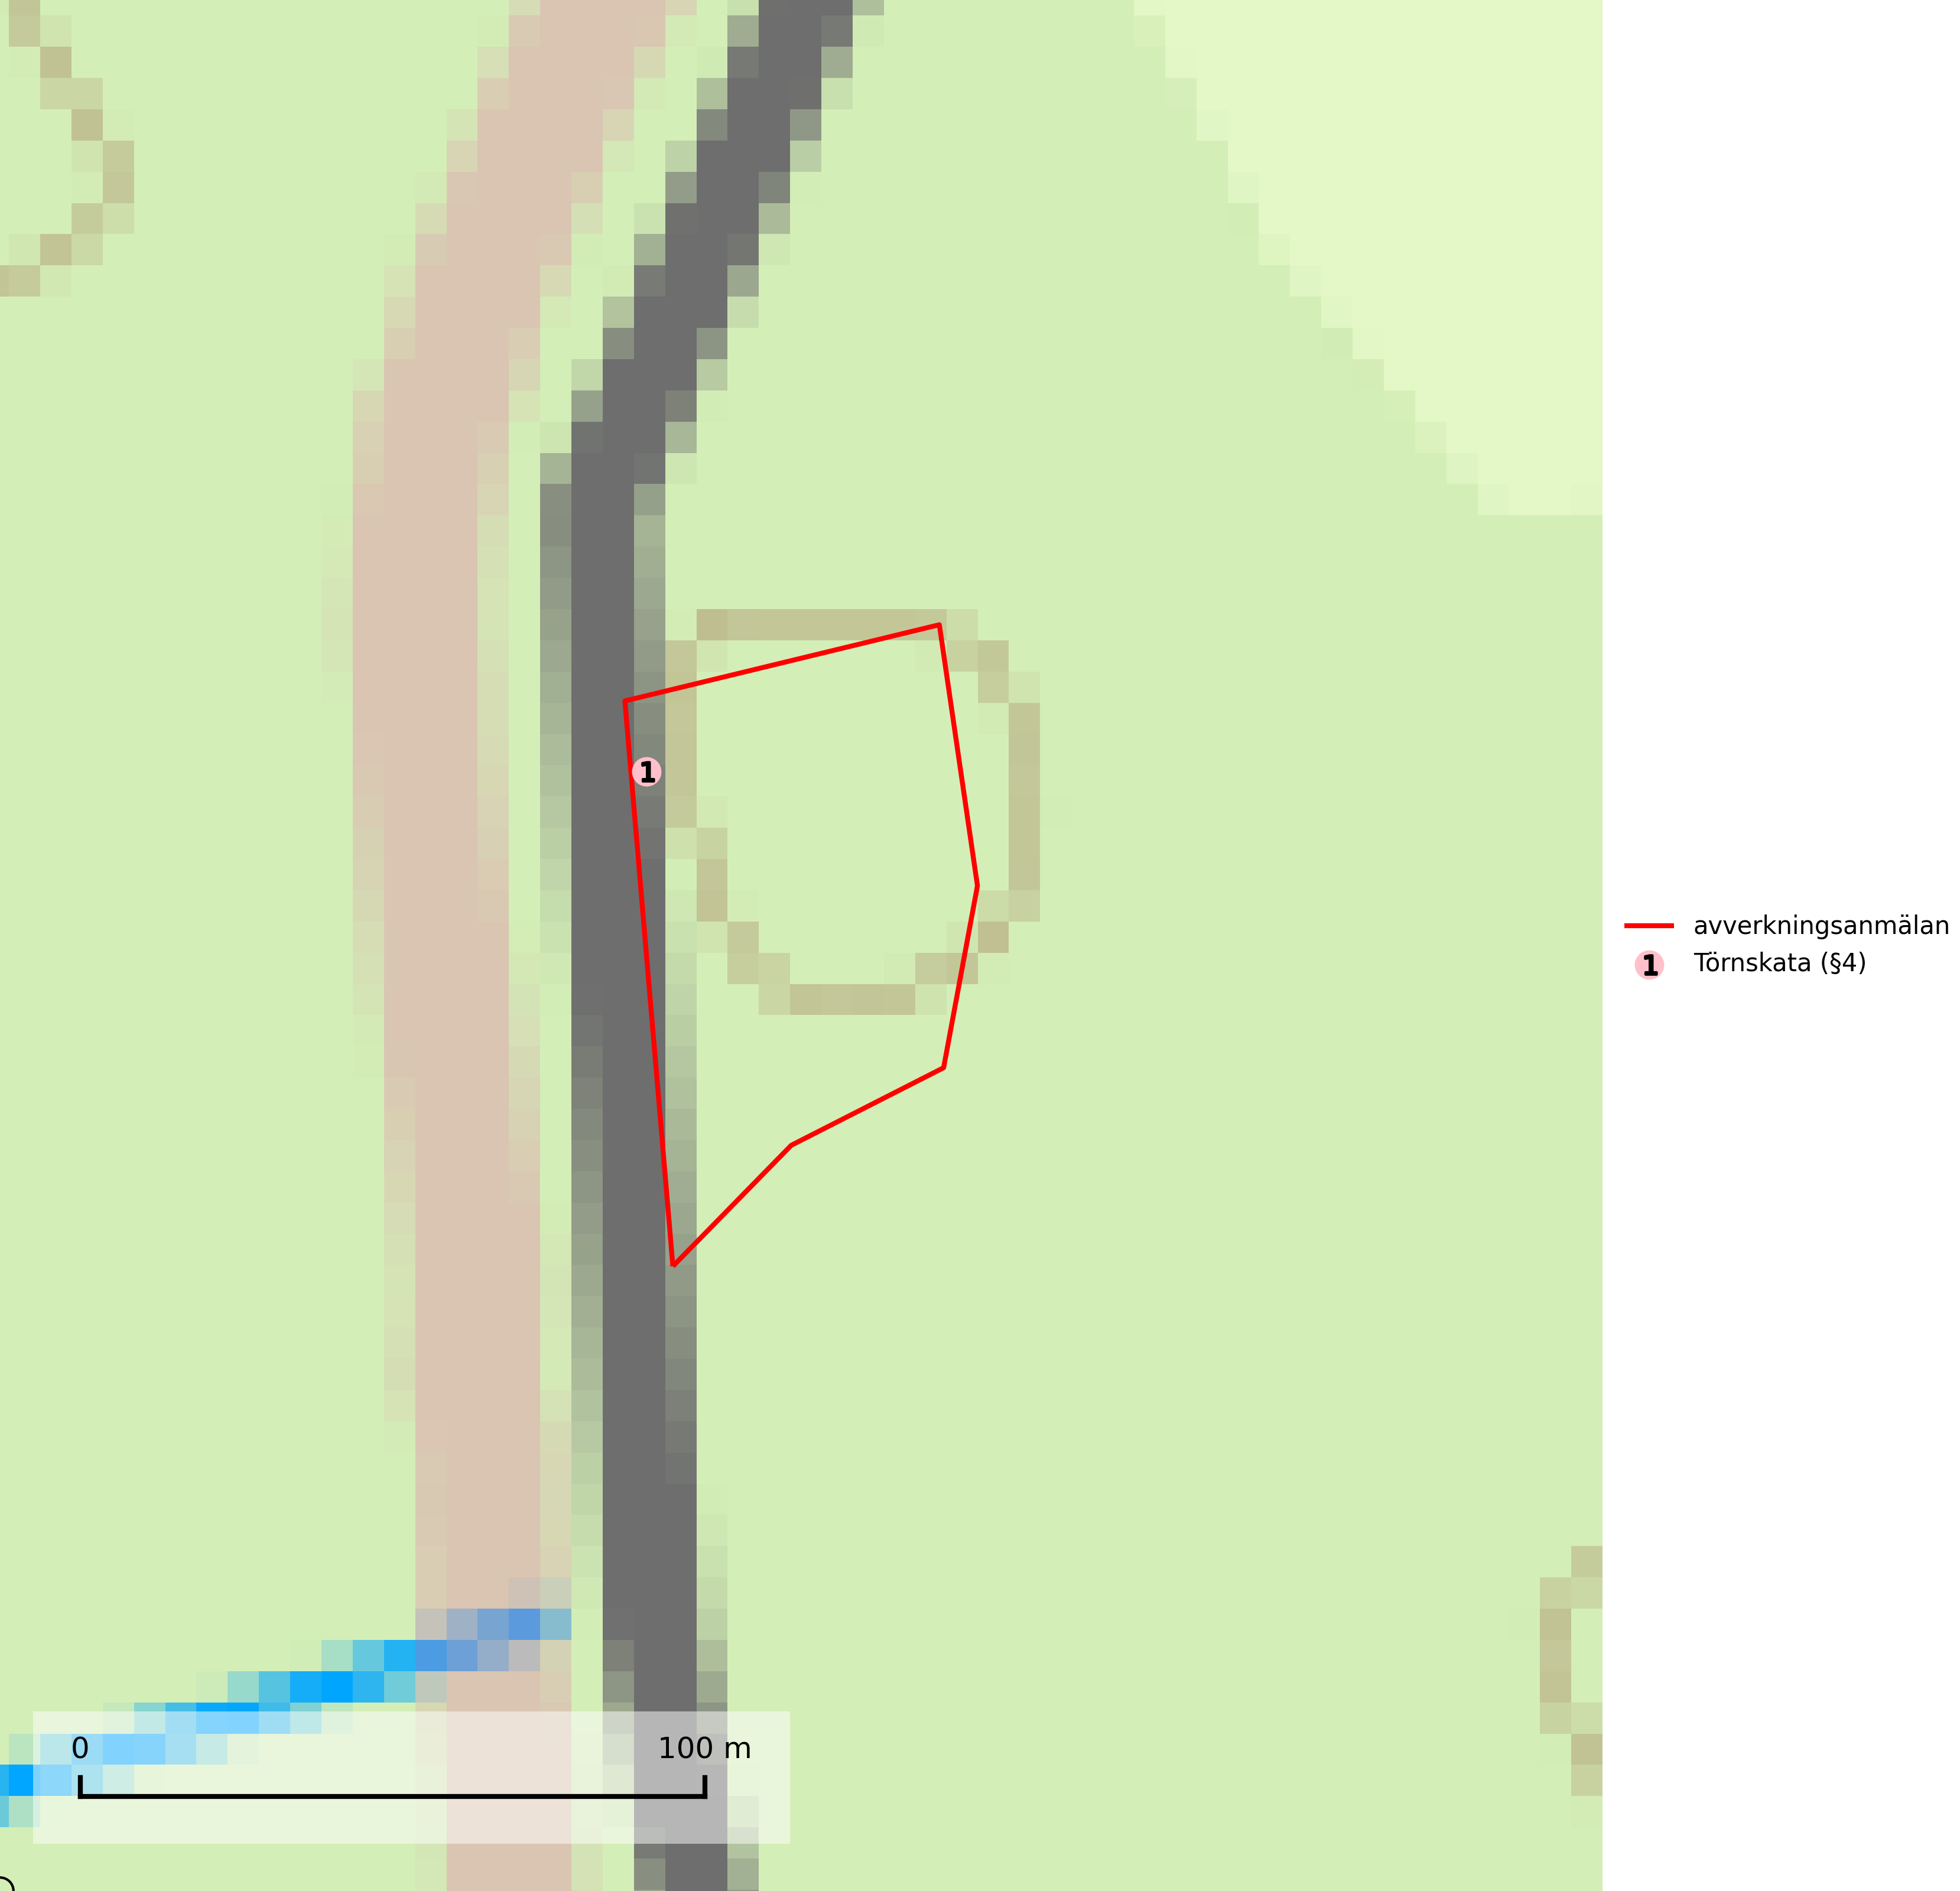 1
avverkningsanmälan
1 Törnskata (§4)
0 100 m